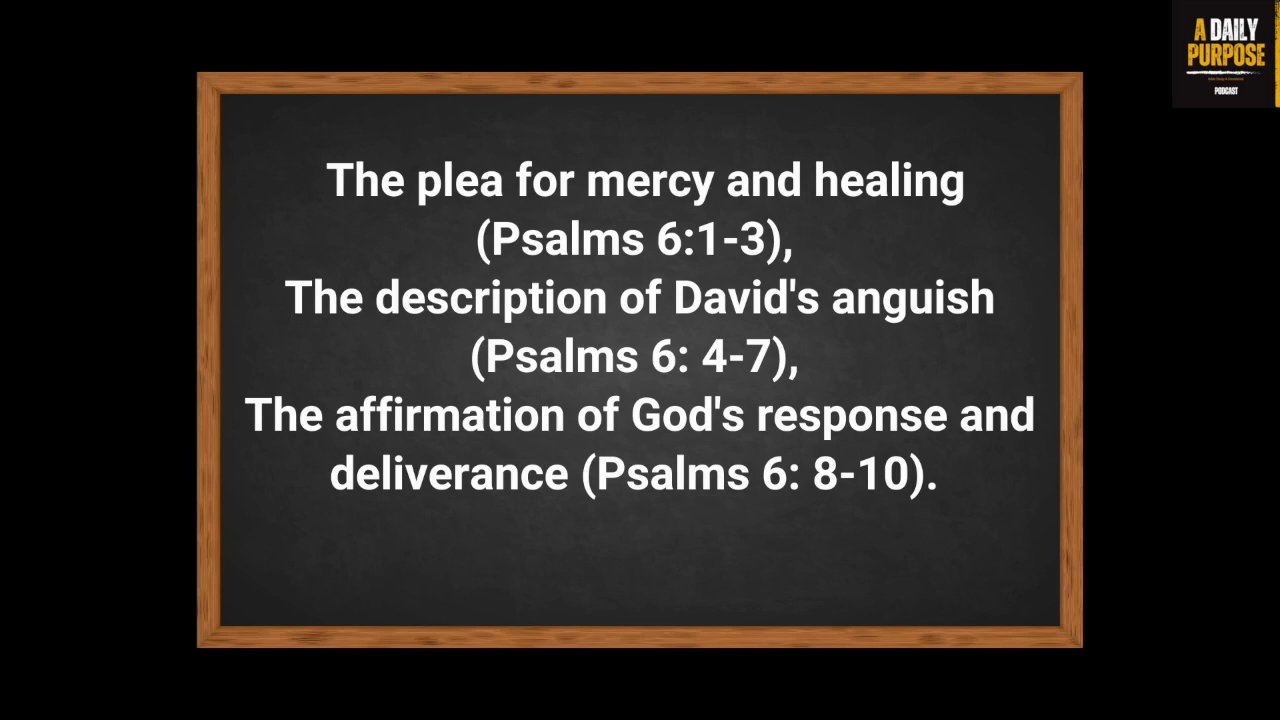 A DAILY
PURPOSE
PODCAST
The plea for mercy and healing
(Psalms 6:1-3),
The description of David's anguish
(Psalms 6: 4-7),
The affirmation of God's response and
deliverance (Psalms 6: 8-10).